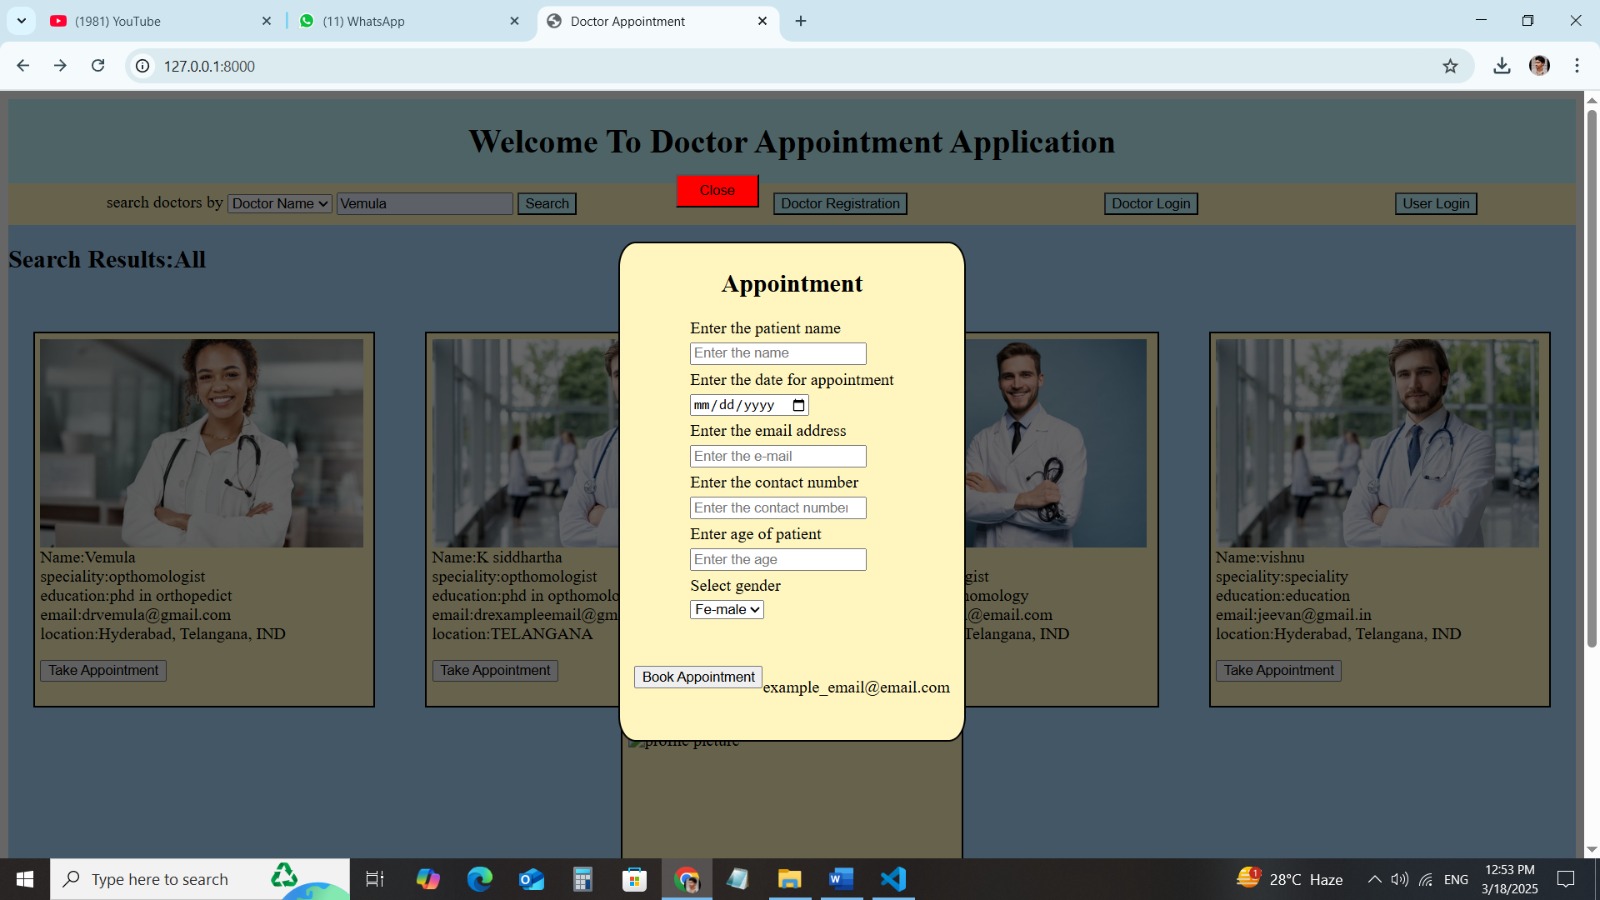 (1981) YouTube
(11) WhatsApp
Doctor Appointment
127.0.0.1:8000
Welcome To Doctor Appointment Application
search doctors by Doctor Name Vemula Search
Close
Doctor Registration
Doctor Login
User Login
Search Results:All
Appointment
Enter the patient name
Enter the name
Enter the date for appointment
mm/dd/yyyy
Enter the email address
Enter the e-mail
Enter the contact number
Enter the contact number
Enter age of patient
Enter the age
Select gender
Fe-male
Book Appointment
example_email@email.com
Name:Vemula
speciality:opthomologist
education:phd in orthopedict
email:drvemula@gmail.com
location:Hyderabad, Telangana, IND
Take Appointment
Name:K siddhartha
speciality:opthomologist
education:phd in opthomolo
email:drexampleemail@gm
location:TELANGANA
Take Appointment
gist
homology
@email.com
Telangana, IND
Name:vishnu
speciality:speciality
education:education
email:jeevan@gmail.in
location:Hyderabad, Telangana, IND
Take Appointment
profile picture
Type here to search
1
28°C Haze
ENG
12:53 PM
3/18/2025